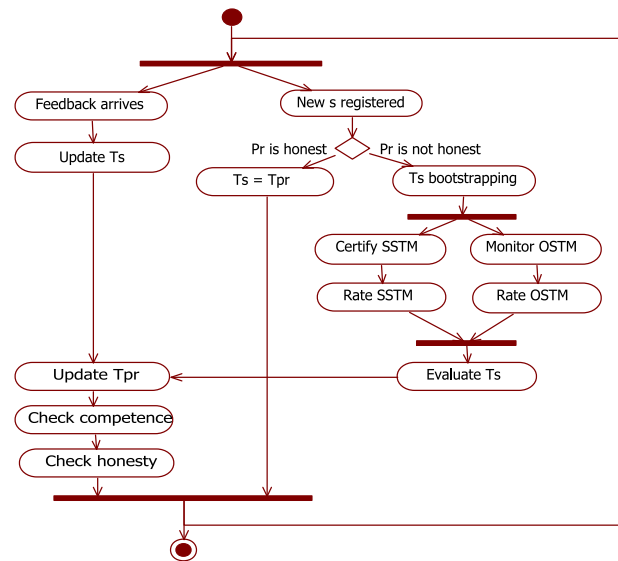 Feedback arrives
New s registered
Pr is honest
Pr is not honest
Update Ts
Ts = Tpr
Ts bootstrapping
Certify SSTM
Monitor OSTM
Rate SSTM
Rate OSTM
Update Tpr
Evaluate Ts
Check competence
Check honesty